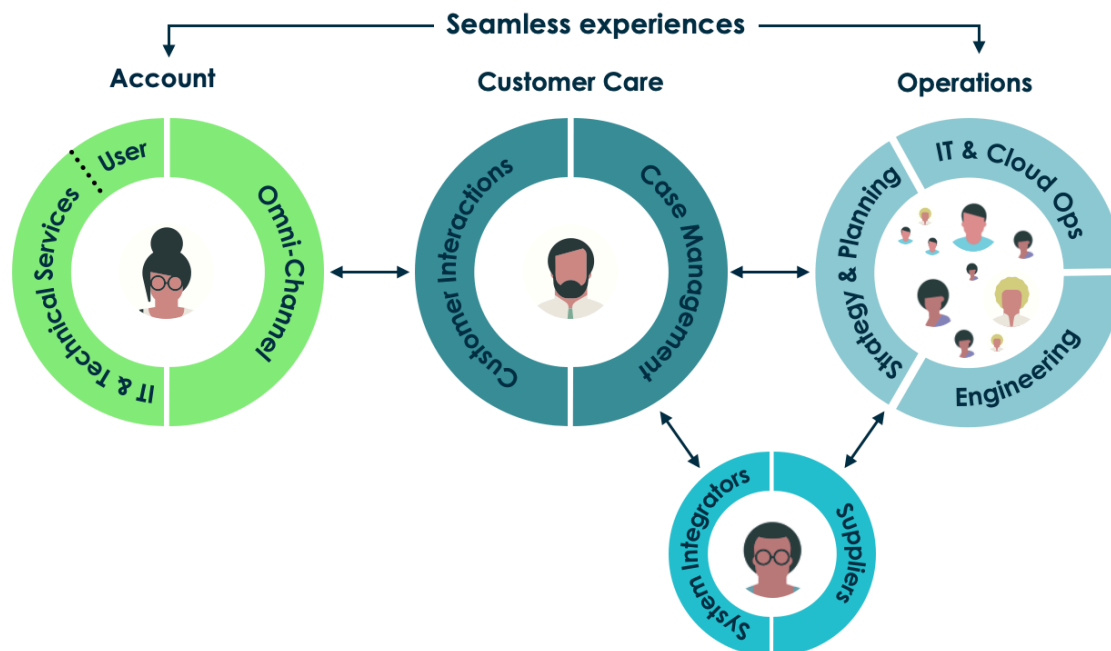 Seamless experiences
Account
Customer Care
Operations
User
IT & Technical Services
Omni-Channel
Customer Interactions
Case Management
Strategy & Planning
IT & Cloud Ops
Engineering
System Integrators
Suppliers